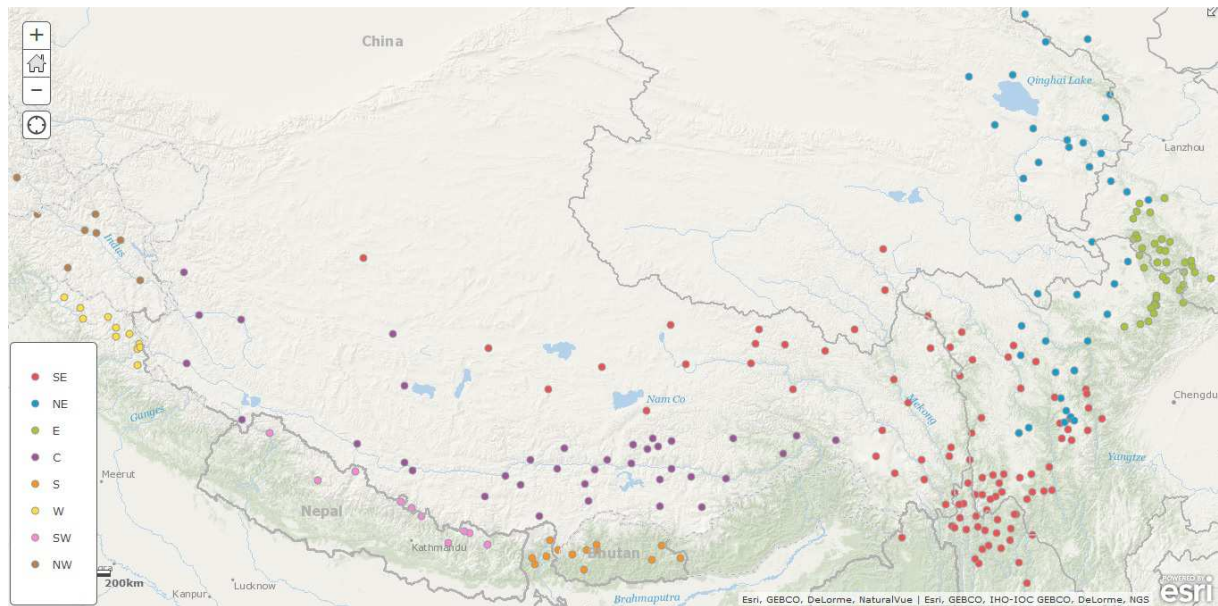 +
China
Qinghai Lake
−
Lanzhou
Indus
SE
Nam Co
Mekong
NE
Chengdu
Ganges
E
C
Yangtze
Meerut
S
Nepal
W
SW
Kathmandu
Bhutan
NW
200km
Lucknow
Kanpur
Brahmaputra
POWERED BY
esri
Esri, GEBCO, DeLorme, NaturalVue | Esri, GEBCO, IHO-IOC GEBCO, DeLorme, NGS